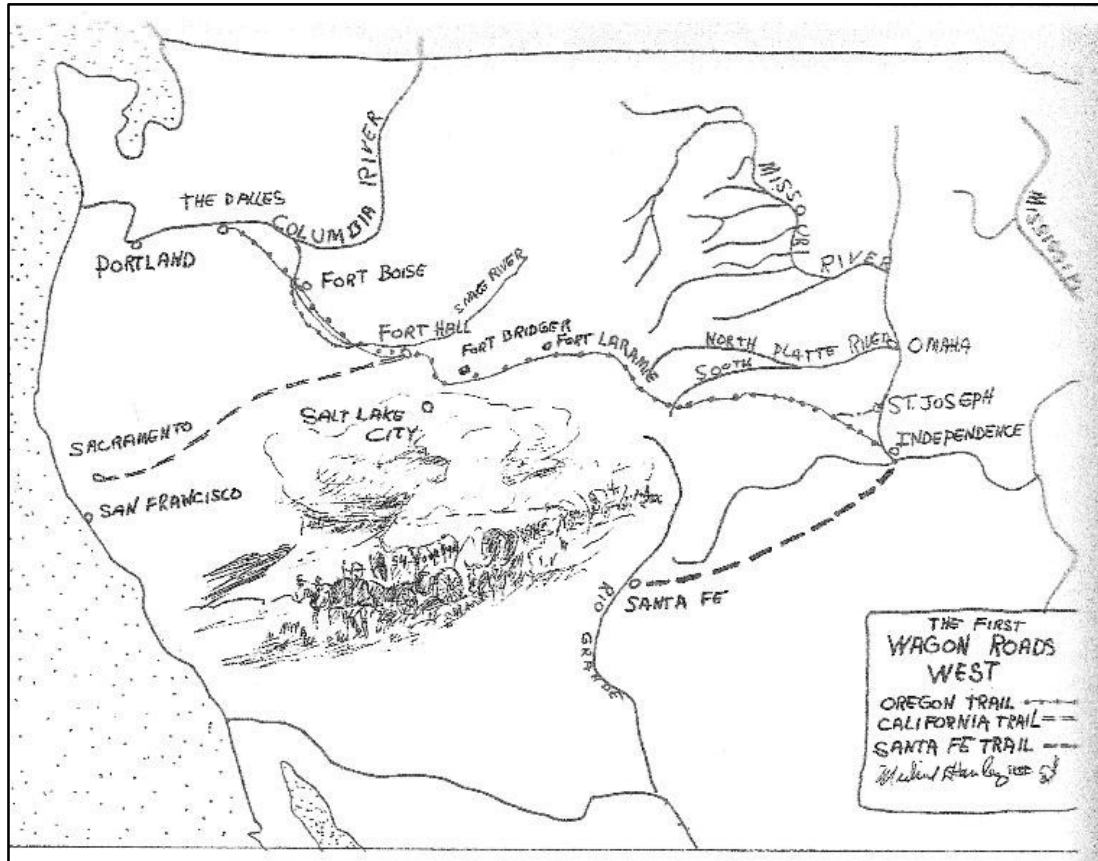 THE DALLES
COLUMBIA RIVER
PORTLAND
FORT BOISE
SNAKE RIVER
FORT HALL
FORT BRIDGER
FORT LARAMIE
MISSOURI RIVER
NORTH PLATTE RIVER
SOUTH
OMAHA
ST. JOSEPH
INDEPENDENCE
SALT LAKE
CITY
SACRAMENTO
SAN FRANCISCO
SANTA FE
RIO GRANDE
THE FIRST
WAGON ROADS
WEST
OREGON TRAIL
CALIFORNIA TRAIL
SANTA FE TRAIL